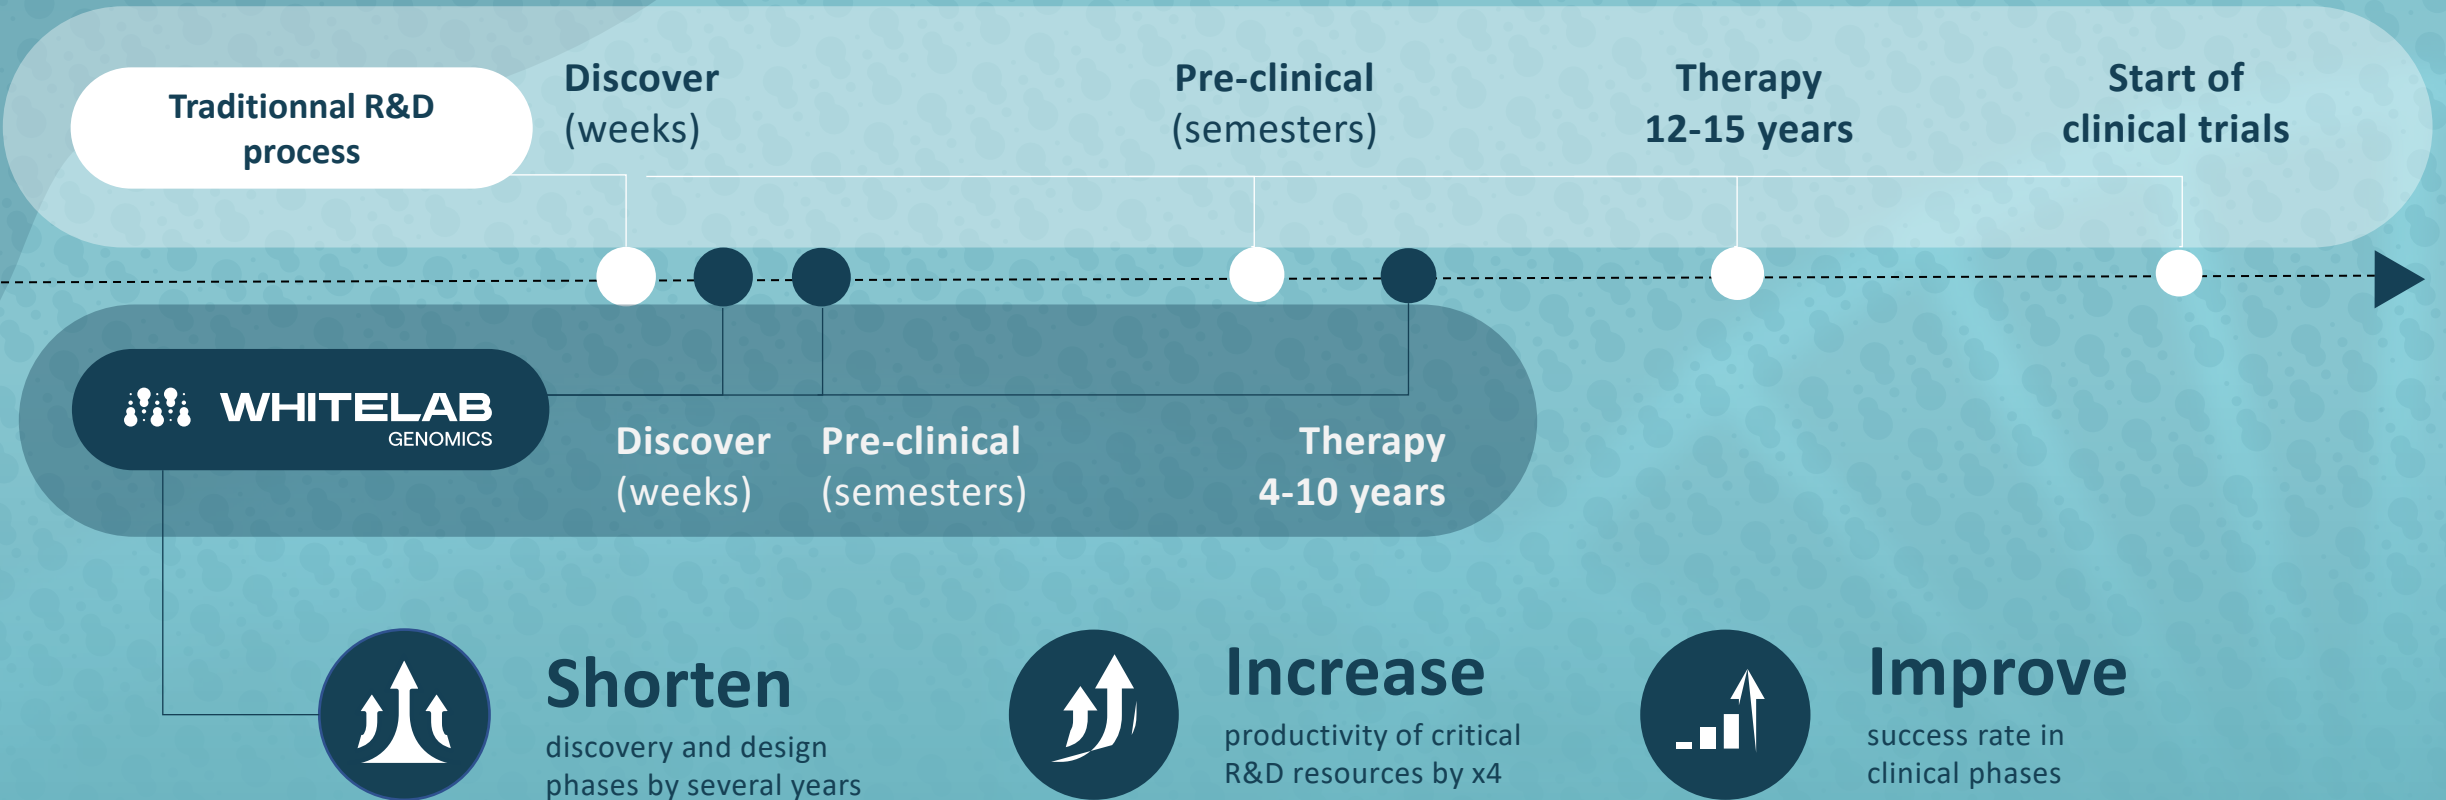 Traditionnal R&D
process
Discover
(weeks)
Pre-clinical
(semesters)
Therapy
12-15 years
Start of
clinical trials
WHITELAB
GENOMICS
Discover
(weeks)
Pre-clinical
(semesters)
Therapy
4-10 years
Shorten
discovery and design
phases by several years
Increase
productivity of critical
R&D resources by x4
Improve
success rate in
clinical phases